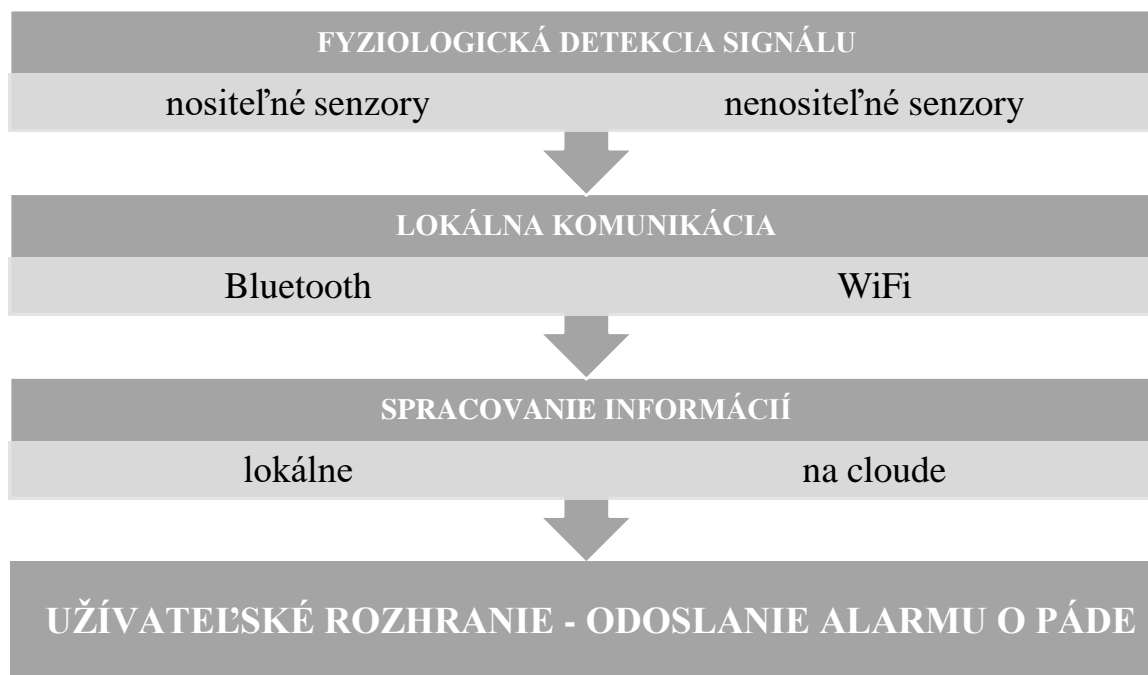 FYZIOLOGICKÁ DETEKCIA SIGNÁLU
nositeľné senzory nenositeľné senzory
LOKÁLNA KOMUNIKÁCIA
Bluetooth WiFi
SPRACOVANIE INFORMÁCIÍ
lokálne na cloude
UŽÍVATEĽSKÉ ROZHRANIE - ODOSLANIE ALARMU O PÁDE